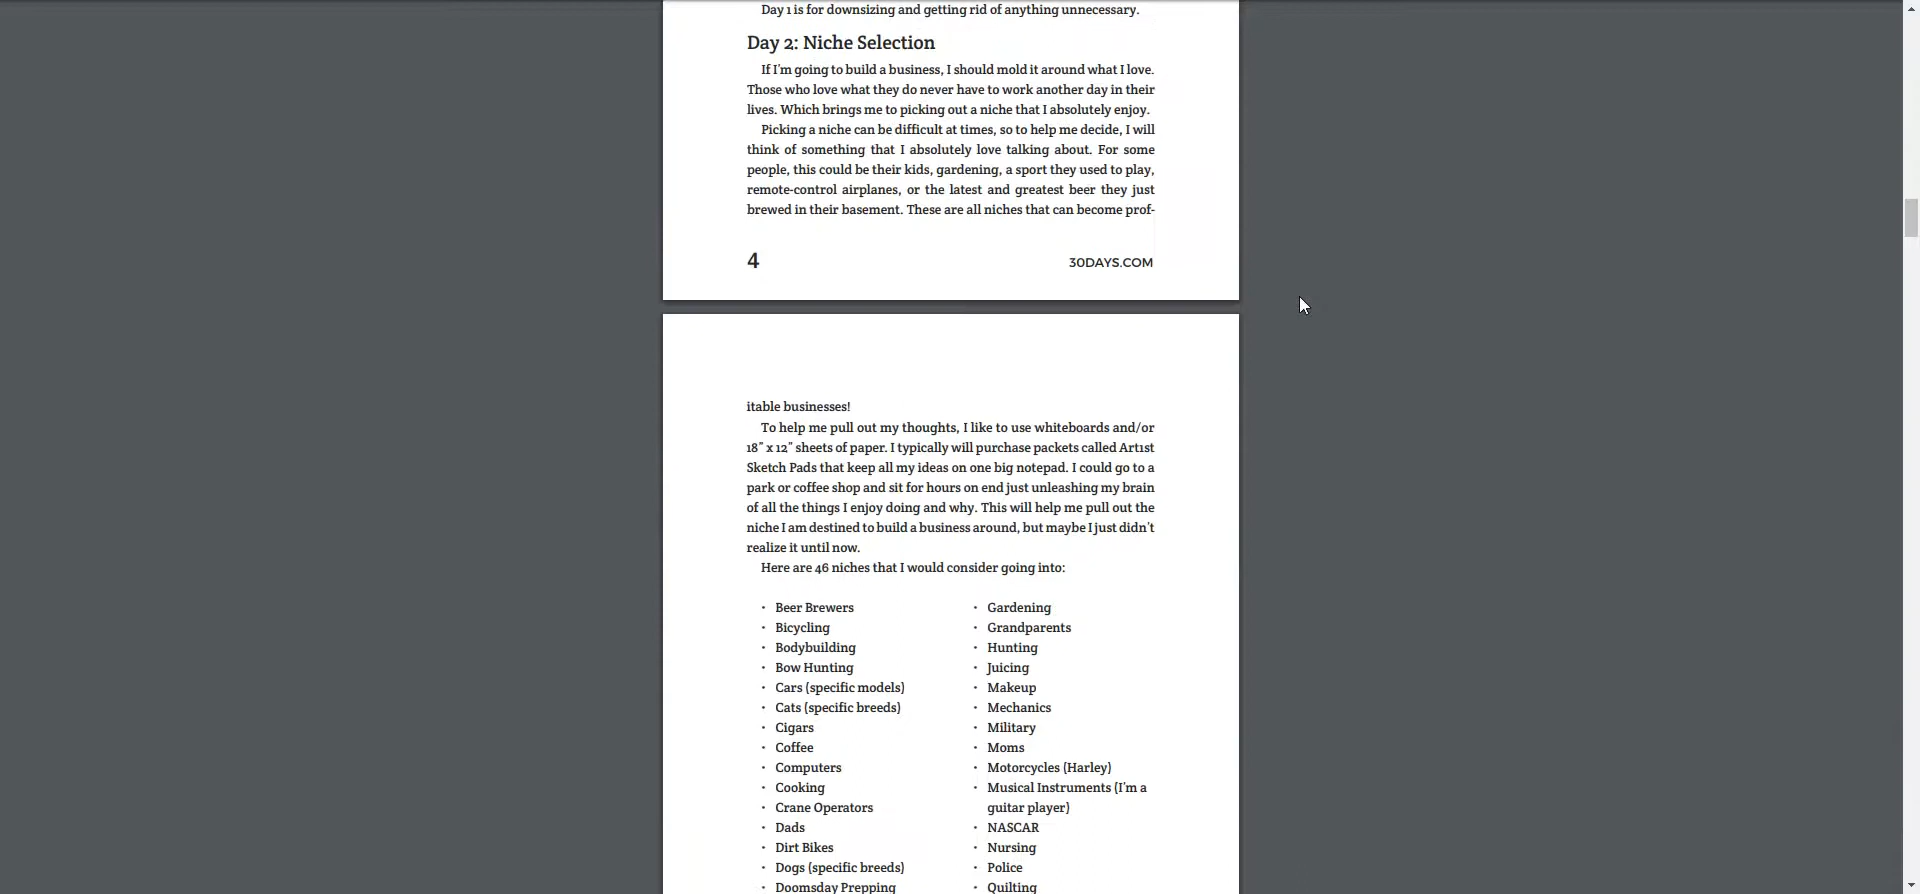 Day 1 is for downsizing and getting rid of anything unnecessary.
Day 2: Niche Selection
If I'm going to build a business, I should mold it around what I love.
Those who love what they do never have to work another day in their
lives. Which brings me to picking out a niche that I absolutely enjoy.
Picking a niche can be difficult at times, so to help me decide, I will
think of something that I absolutely love talking about. For some
people, this could be their kids, gardening, a sport they used to play,
remote-control airplanes, or the latest and greatest beer they just
brewed in their basement. These are all niches that can become prof-
4
30DAYS.COM
itable businesses!
To help me pull out my thoughts, I like to use whiteboards and/or
18” x 12” sheets of paper. I typically will purchase packets called Art1st
Sketch Pads that keep all my ideas on one big notepad. I could go to a
park or coffee shop and sit for hours on end just unleashing my brain
of all the things I enjoy doing and why. This will help me pull out the
niche I am destined to build a business around, but maybe I just didn't
realize it until now.
Here are 46 niches that I would consider going into:
• Beer Brewers
• Bicycling
• Bodybuilding
• Bow Hunting
• Cars (specific models)
• Cats (specific breeds)
• Cigars
• Coffee
• Computers
• Cooking
• Crane Operators
• Dads
• Dirt Bikes
• Dogs (specific breeds)
• Doomsday Prepping
• Gardening
• Grandparents
• Hunting
• Juicing
• Makeup
• Mechanics
• Military
• Moms
• Motorcycles (Harley)
• Musical Instruments (I'm a
guitar player)
• NASCAR
• Nursing
• Police
• Quilting